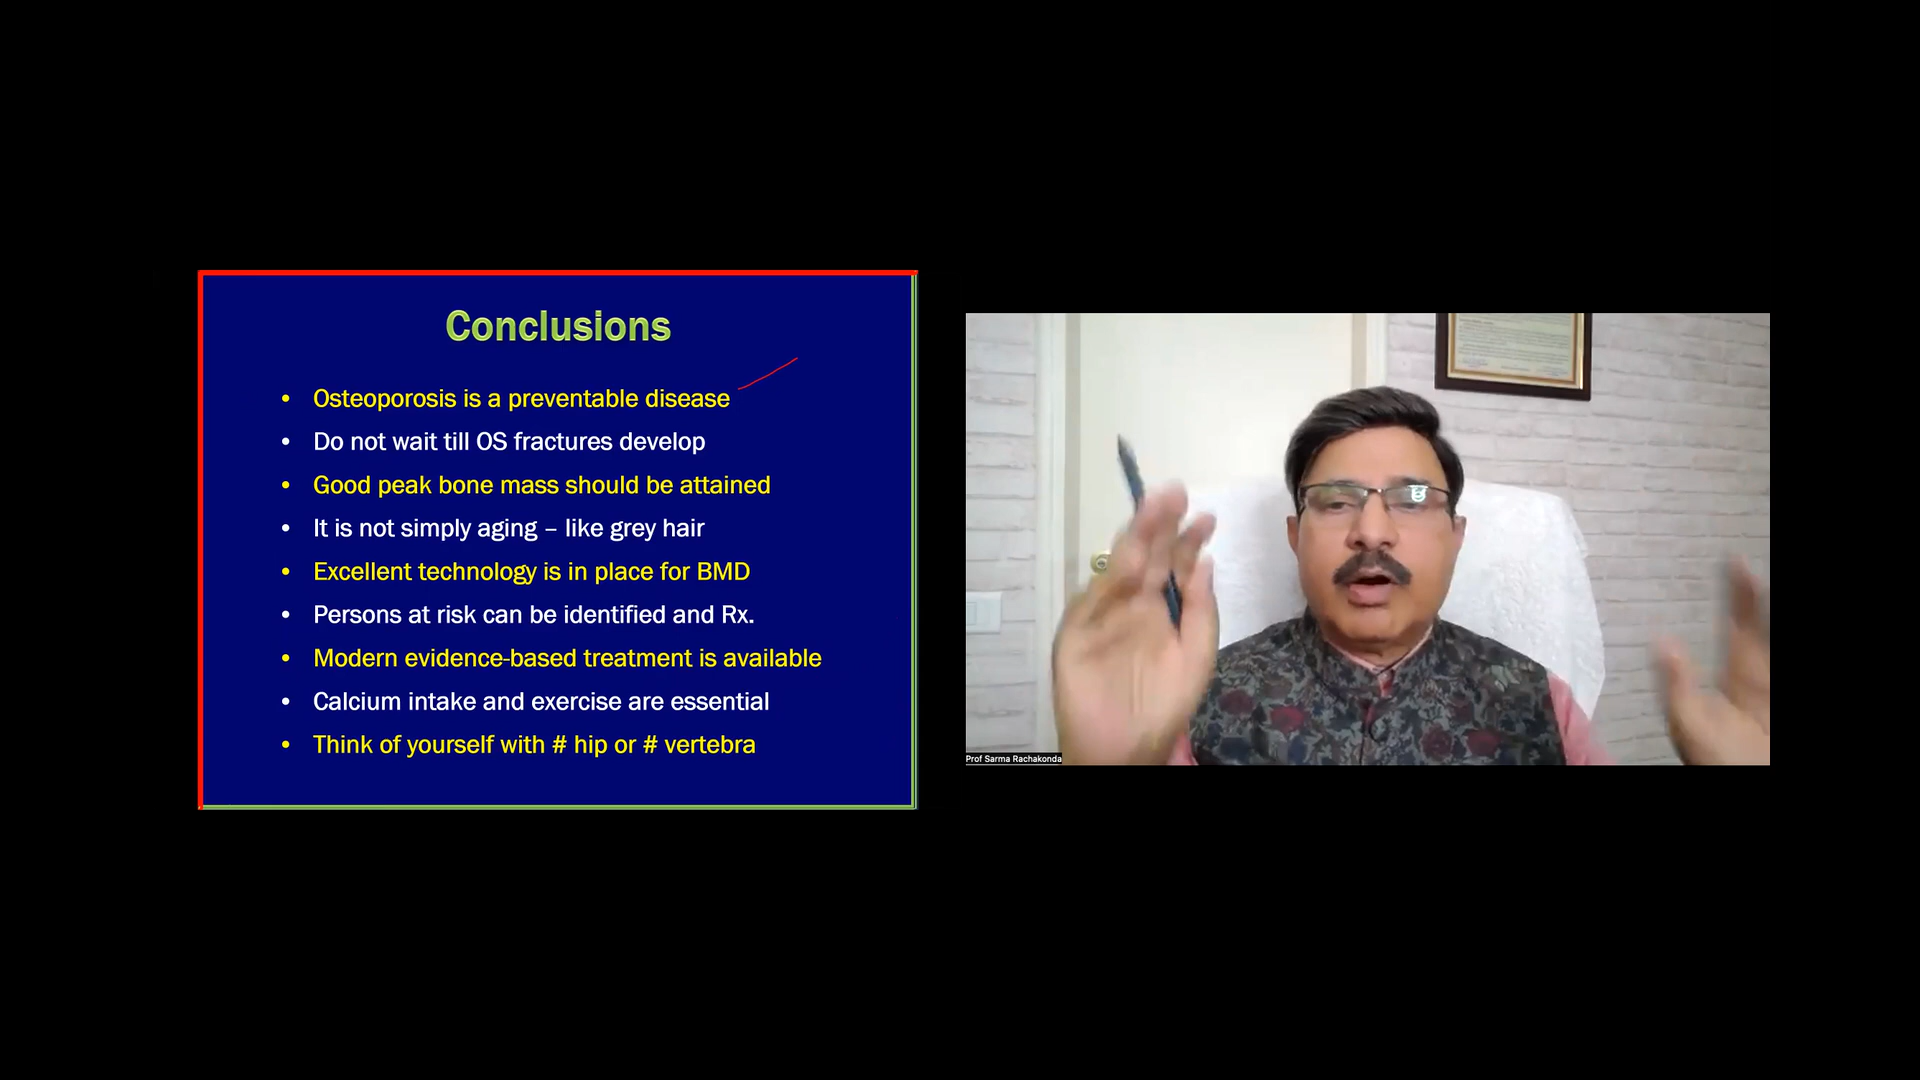 Conclusions
• Osteoporosis is a preventable disease
• Do not wait till OS fractures develop
• Good peak bone mass should be attained
• It is not simply aging – like grey hair
• Excellent technology is in place for BMD
• Persons at risk can be identified and Rx.
• Modern evidence-based treatment is available
• Calcium intake and exercise are essential
• Think of yourself with # hip or # vertebra
Prof Sarma Rachakonda